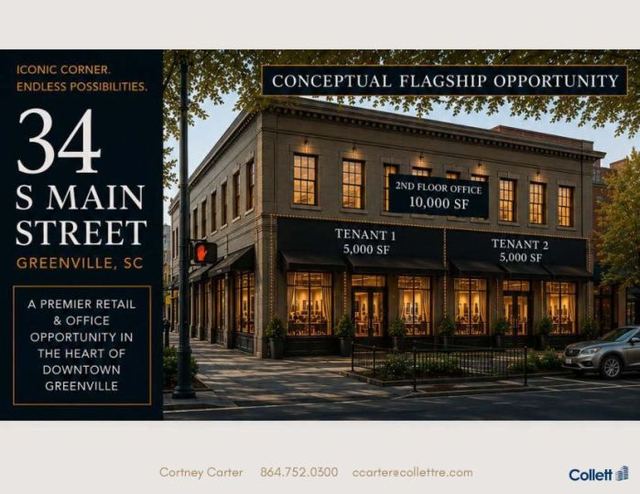 ICONIC CORNER.
ENDLESS POSSIBILITIES.
34
S MAIN
STREET
GREENVILLE, SC
A PREMIER RETAIL
& OFFICE
OPPORTUNITY IN
THE HEART OF
DOWNTOWN
GREENVILLE
CONCEPTUAL FLAGSHIP OPPORTUNITY
2ND FLOOR OFFICE
10,000 SF
TENANT 1
5,000 SF
TENANT 2
5,000 SF
Cortney Carter 864.752.0300 ccarter@collettre.com
Collett